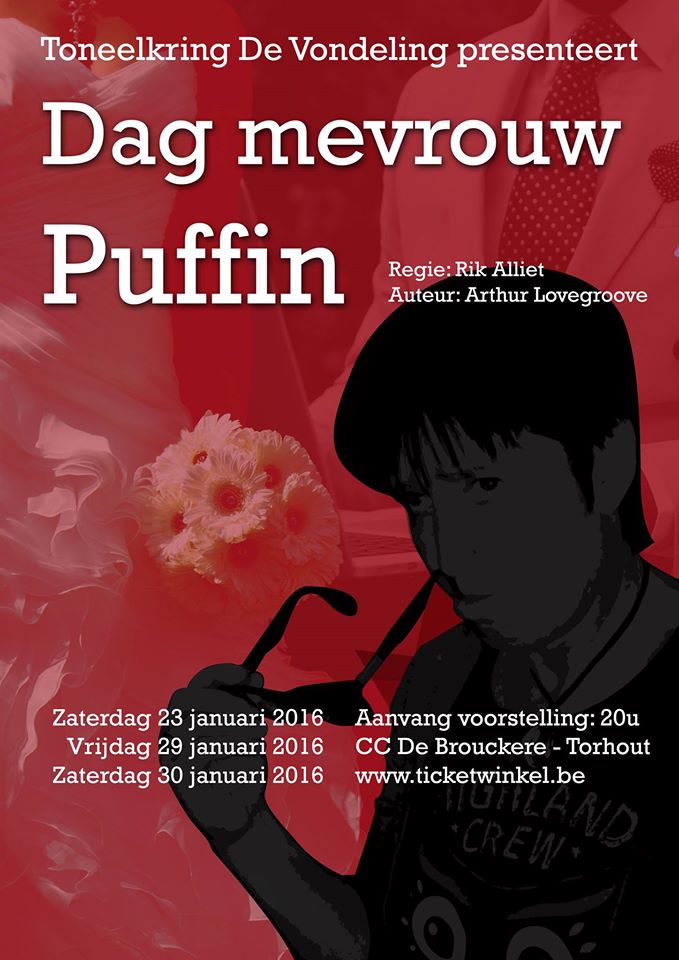 Toneelkring De Vondeling presenteert
Dag mevrouw
Puffin
Regie: Rik Alliet
Auteur: Arthur Lovegroove
Zaterdag 23 januari 2016
Vrijdag 29 januari 2016
Zaterdag 30 januari 2016
Aanvang voorstelling: 20u
CC De Brouckere - Torhout
www.ticketwinkel.be
HIGHLAND
CREW